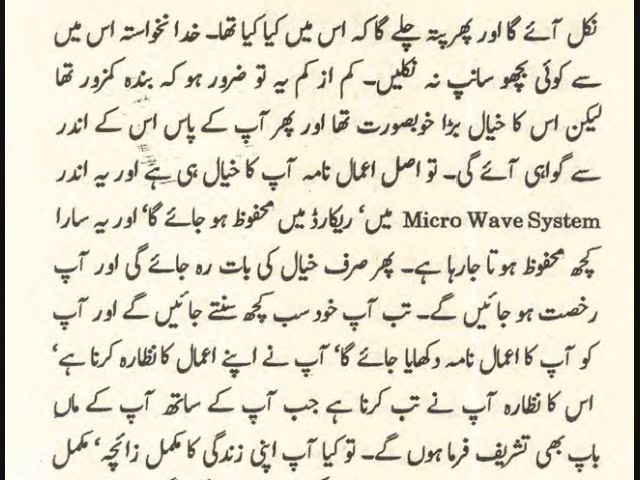 نکل آئے گا اور پھر پتہ چلے گا کہ اس میں کیا کیا تھا۔ خدانخواستہ اس میں
سے کوئی بچھو سانپ نہ نکلیں۔ کم از کم یہ تو ضرور ہو کہ بندہ کمزور تھا
لیکن اس کا خیال بڑا خوبصورت تھا اور پھر آپ کے پاس اس کے اندر
سے گواہی آئے گی۔ تو اصل اعمال نامہ آپ کا خیال ہی ہے اور یہ اندر
Micro Wave System میں‘ ریکارڈ میں محفوظ ہو جائے گا‘ اور یہ سارا
کچھ محفوظ ہوتا جارہا ہے۔ پھر صرف خیال کی بات رہ جائے گی اور آپ
رخصت ہو جائیں گے۔ تب آپ خود سب کچھ سنتے جائیں گے اور آپ
کو آپ کا اعمال نامہ دکھایا جائے گا‘ آپ نے اپنے اعمال کا نظارہ کرنا ہے‘
اس کا نظارہ آپ نے تب کرنا ہے جب آپ کے ساتھ آپ کے ماں
باپ بھی تشریف فرما ہوں گے۔ تو کیا آپ اپنی زندگی کا مکمل زائچہ‘ مکمل